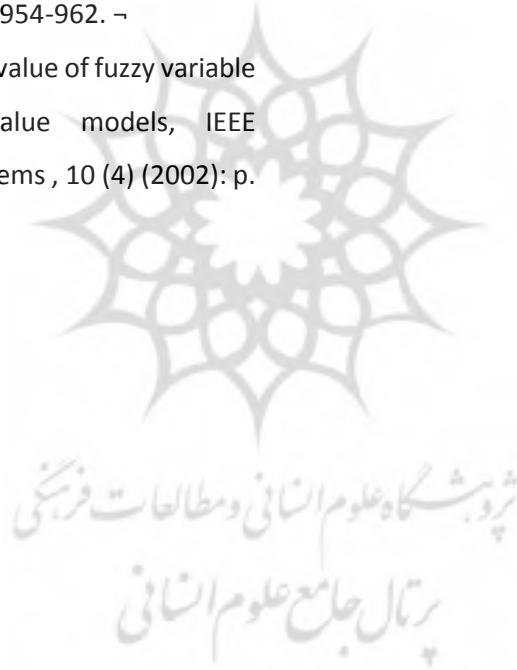 954-962. ¬
value of fuzzy variable
alue models, IEEE
ems , 10 (4) (2002): p.
پژوهشگاه علوم انسانی و مطالعات فرهنگی
پرتال جامع علوم انسانی